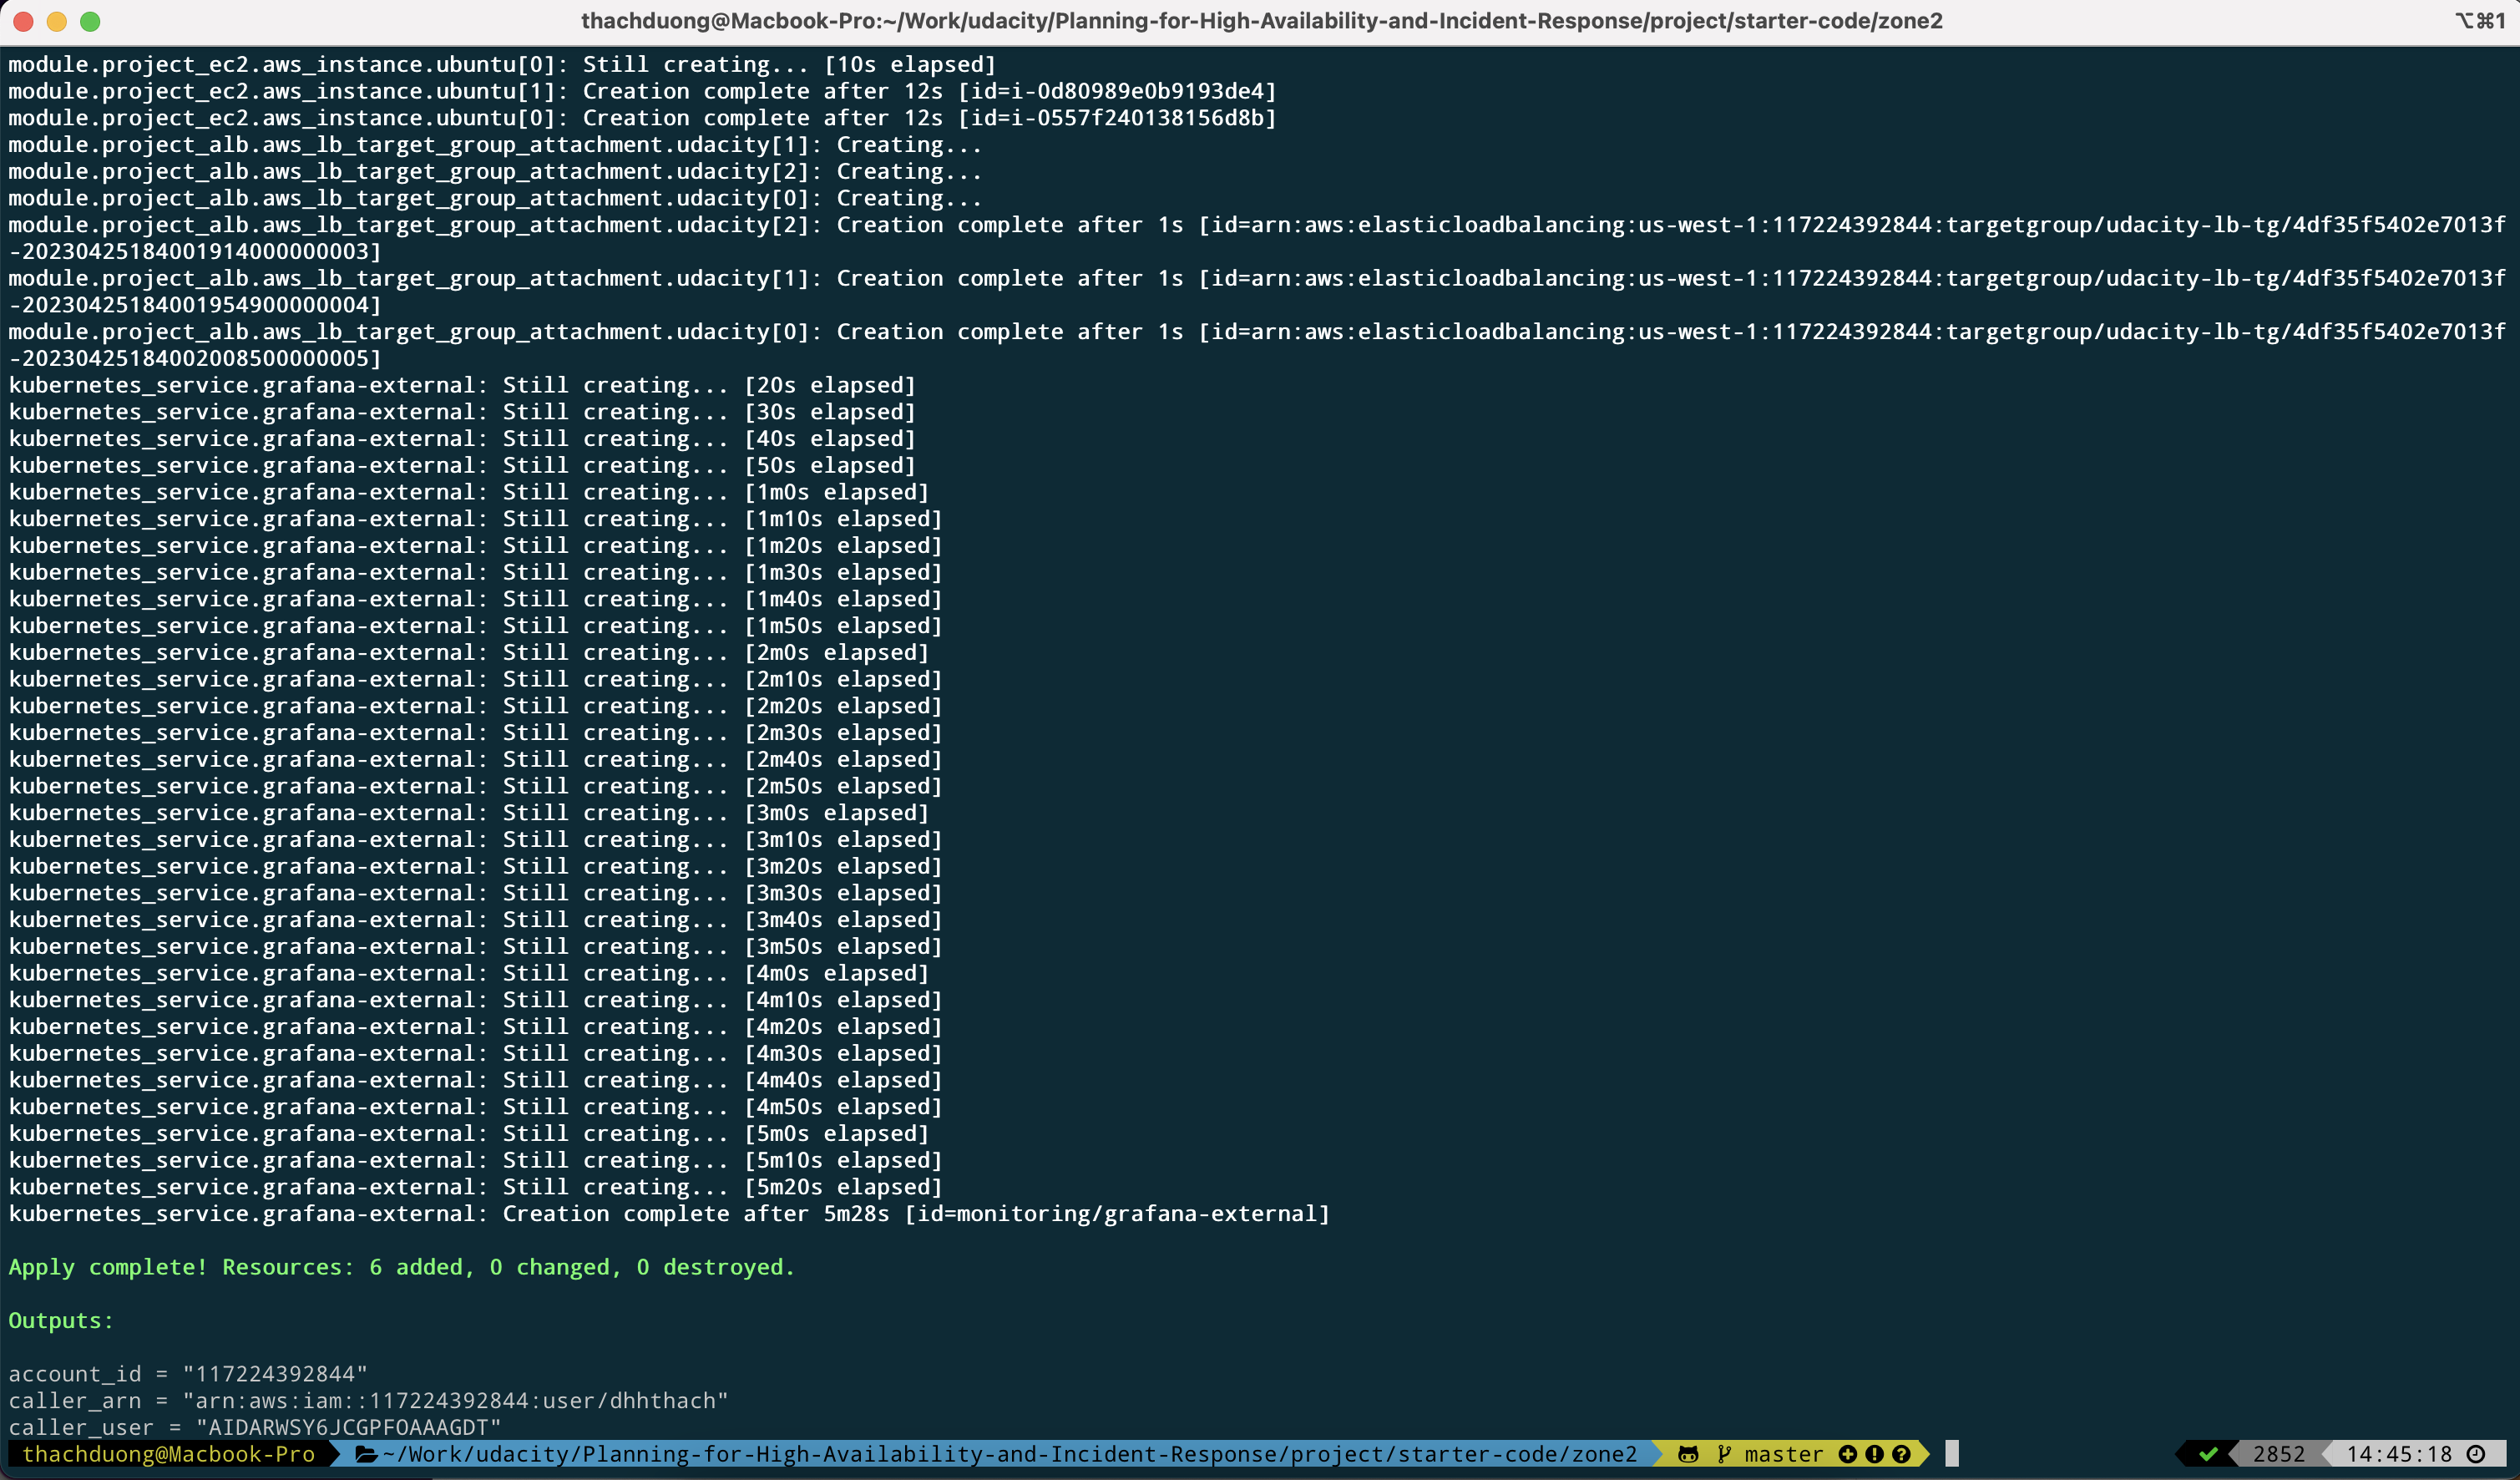 thachduong@Macbook-Pro:~/Work/udacity/Planning-for-High-Availability-and-Incident-Response/project/starter-code/zone2
⌥⌘1
module.project_ec2.aws_instance.ubuntu[0]: Still creating... [10s elapsed]
module.project_ec2.aws_instance.ubuntu[1]: Creation complete after 12s [id=i-0d80989e0b9193de4]
module.project_ec2.aws_instance.ubuntu[0]: Creation complete after 12s [id=i-0557f240138156d8b]
module.project_alb.aws_lb_target_group_attachment.udacity[1]: Creating...
module.project_alb.aws_lb_target_group_attachment.udacity[2]: Creating...
module.project_alb.aws_lb_target_group_attachment.udacity[0]: Creating...
module.project_alb.aws_lb_target_group_attachment.udacity[2]: Creation complete after 1s [id=arn:aws:elasticloadbalancing:us-west-1:117224392844:targetgroup/udacity-lb-tg/4df35f5402e7013f
-20230425184001914000000003]
module.project_alb.aws_lb_target_group_attachment.udacity[1]: Creation complete after 1s [id=arn:aws:elasticloadbalancing:us-west-1:117224392844:targetgroup/udacity-lb-tg/4df35f5402e7013f
-20230425184001954900000004]
module.project_alb.aws_lb_target_group_attachment.udacity[0]: Creation complete after 1s [id=arn:aws:elasticloadbalancing:us-west-1:117224392844:targetgroup/udacity-lb-tg/4df35f5402e7013f
-20230425184002008500000005]
kubernetes_service.grafana-external: Still creating... [20s elapsed]
kubernetes_service.grafana-external: Still creating... [30s elapsed]
kubernetes_service.grafana-external: Still creating... [40s elapsed]
kubernetes_service.grafana-external: Still creating... [50s elapsed]
kubernetes_service.grafana-external: Still creating... [1m0s elapsed]
kubernetes_service.grafana-external: Still creating... [1m10s elapsed]
kubernetes_service.grafana-external: Still creating... [1m20s elapsed]
kubernetes_service.grafana-external: Still creating... [1m30s elapsed]
kubernetes_service.grafana-external: Still creating... [1m40s elapsed]
kubernetes_service.grafana-external: Still creating... [1m50s elapsed]
kubernetes_service.grafana-external: Still creating... [2m0s elapsed]
kubernetes_service.grafana-external: Still creating... [2m10s elapsed]
kubernetes_service.grafana-external: Still creating... [2m20s elapsed]
kubernetes_service.grafana-external: Still creating... [2m30s elapsed]
kubernetes_service.grafana-external: Still creating... [2m40s elapsed]
kubernetes_service.grafana-external: Still creating... [2m50s elapsed]
kubernetes_service.grafana-external: Still creating... [3m0s elapsed]
kubernetes_service.grafana-external: Still creating... [3m10s elapsed]
kubernetes_service.grafana-external: Still creating... [3m20s elapsed]
kubernetes_service.grafana-external: Still creating... [3m30s elapsed]
kubernetes_service.grafana-external: Still creating... [3m40s elapsed]
kubernetes_service.grafana-external: Still creating... [3m50s elapsed]
kubernetes_service.grafana-external: Still creating... [4m0s elapsed]
kubernetes_service.grafana-external: Still creating... [4m10s elapsed]
kubernetes_service.grafana-external: Still creating... [4m20s elapsed]
kubernetes_service.grafana-external: Still creating... [4m30s elapsed]
kubernetes_service.grafana-external: Still creating... [4m40s elapsed]
kubernetes_service.grafana-external: Still creating... [4m50s elapsed]
kubernetes_service.grafana-external: Still creating... [5m0s elapsed]
kubernetes_service.grafana-external: Still creating... [5m10s elapsed]
kubernetes_service.grafana-external: Still creating... [5m20s elapsed]
kubernetes_service.grafana-external: Creation complete after 5m28s [id=monitoring/grafana-external]
Apply complete! Resources: 6 added, 0 changed, 0 destroyed.
Outputs:
account_id = "117224392844"
caller_arn = "arn:aws:iam::117224392844:user/dhhthach"
caller_user = "AIDARWSY6JCGPFOAAAGDT"
thachduong@Macbook-Pro ~/Work/udacity/Planning-for-High-Availability-and-Incident-Response/project/starter-code/zone2 master 2852 14:45:18